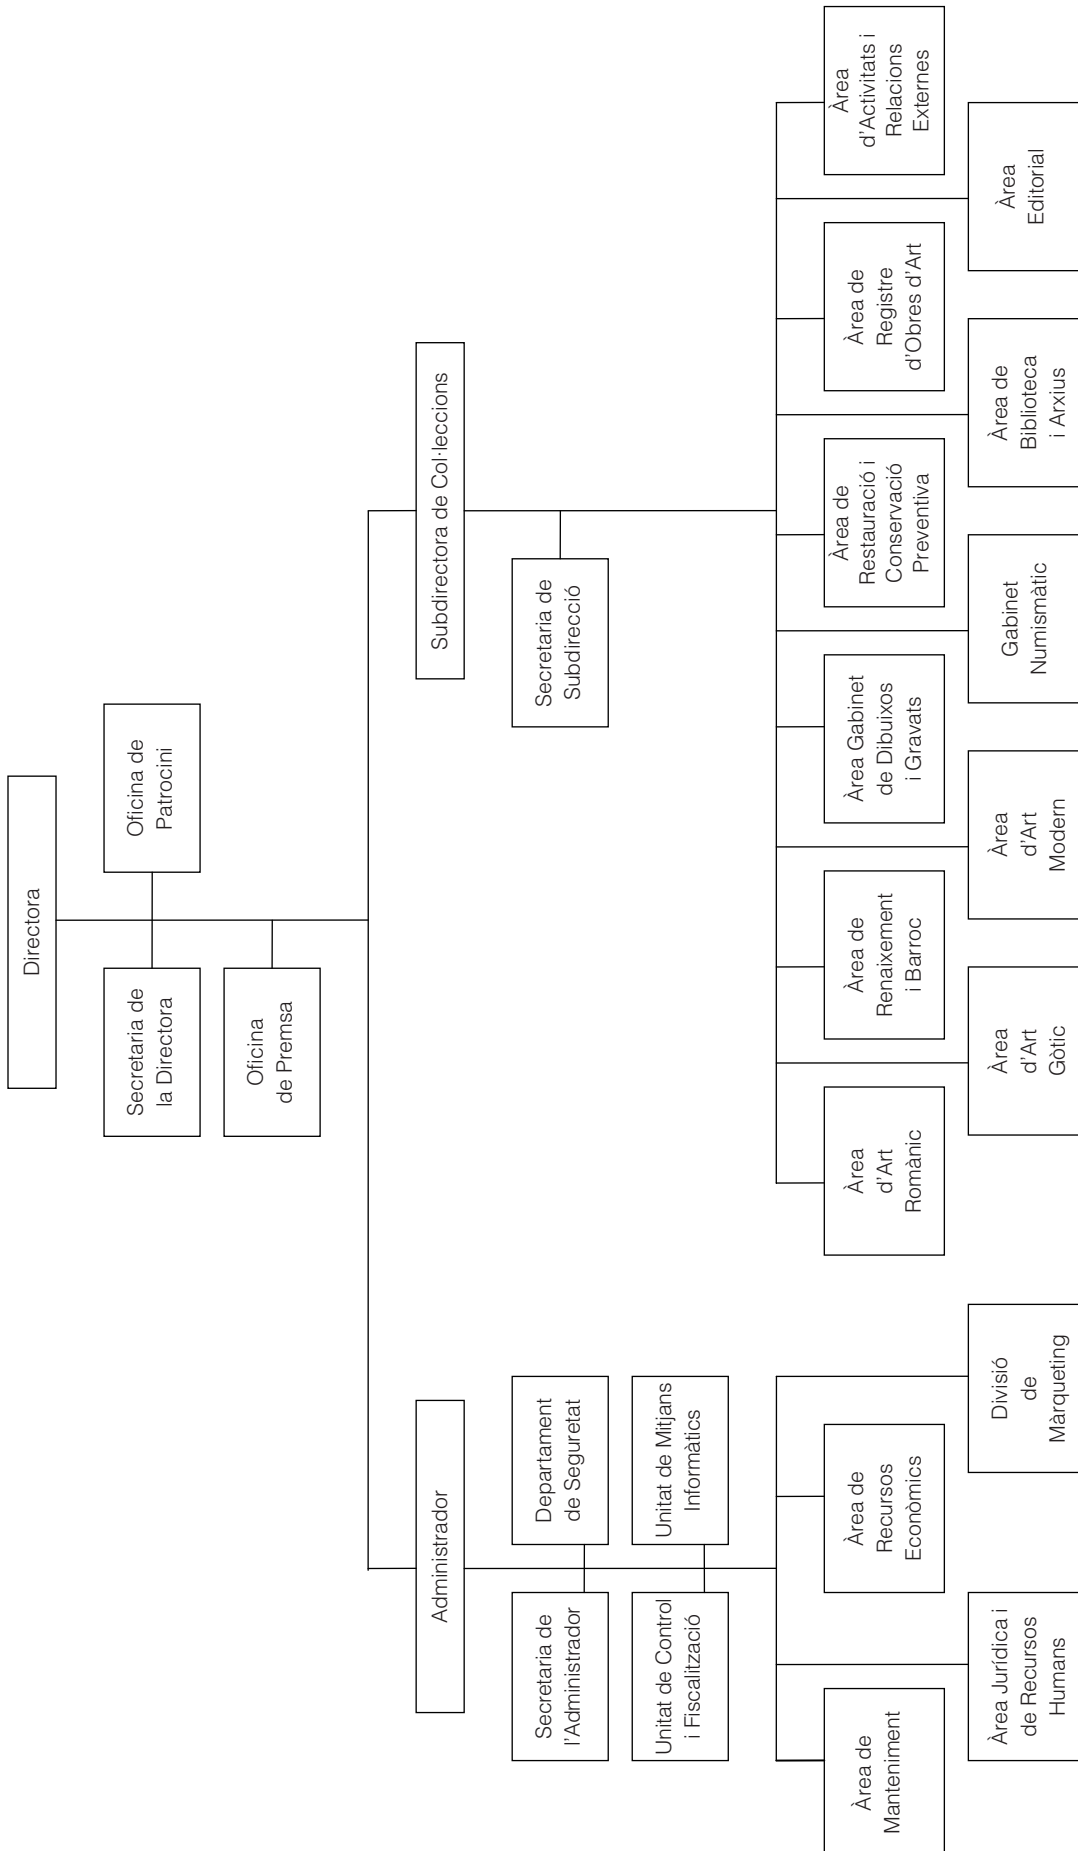 Directora
Secretaria de
la Directora
Oficina de
Patrocini
Oficina
de Premsa
Administrador
Subdirectora de Col·leccions
Secretaria de
l'Administrador
Departament
de Seguretat
Secretaria de
Subdirecció
Unitat de Control
i Fiscalització
Unitat de Mitjans
Informàtics
Àrea de
Manteniment
Àrea de
Recursos
Econòmics
Àrea
d'Art
Romànic
Àrea de
Renaixement
i Barroc
Àrea Gabinet
de Dibuixos
i Gravats
Àrea de
Restauració i
Conservació
Preventiva
Àrea de
Registre
d'Obres d'Art
Àrea
d'Activitats i
Relacions
Externes
Àrea Jurídica i
de Recursos
Humans
Divisió
de
Màrqueting
Àrea
d'Art
Gòtic
Àrea
d'Art
Modern
Gabinet
Numismàtic
Àrea de
Biblioteca
i Arxius
Àrea
Editorial